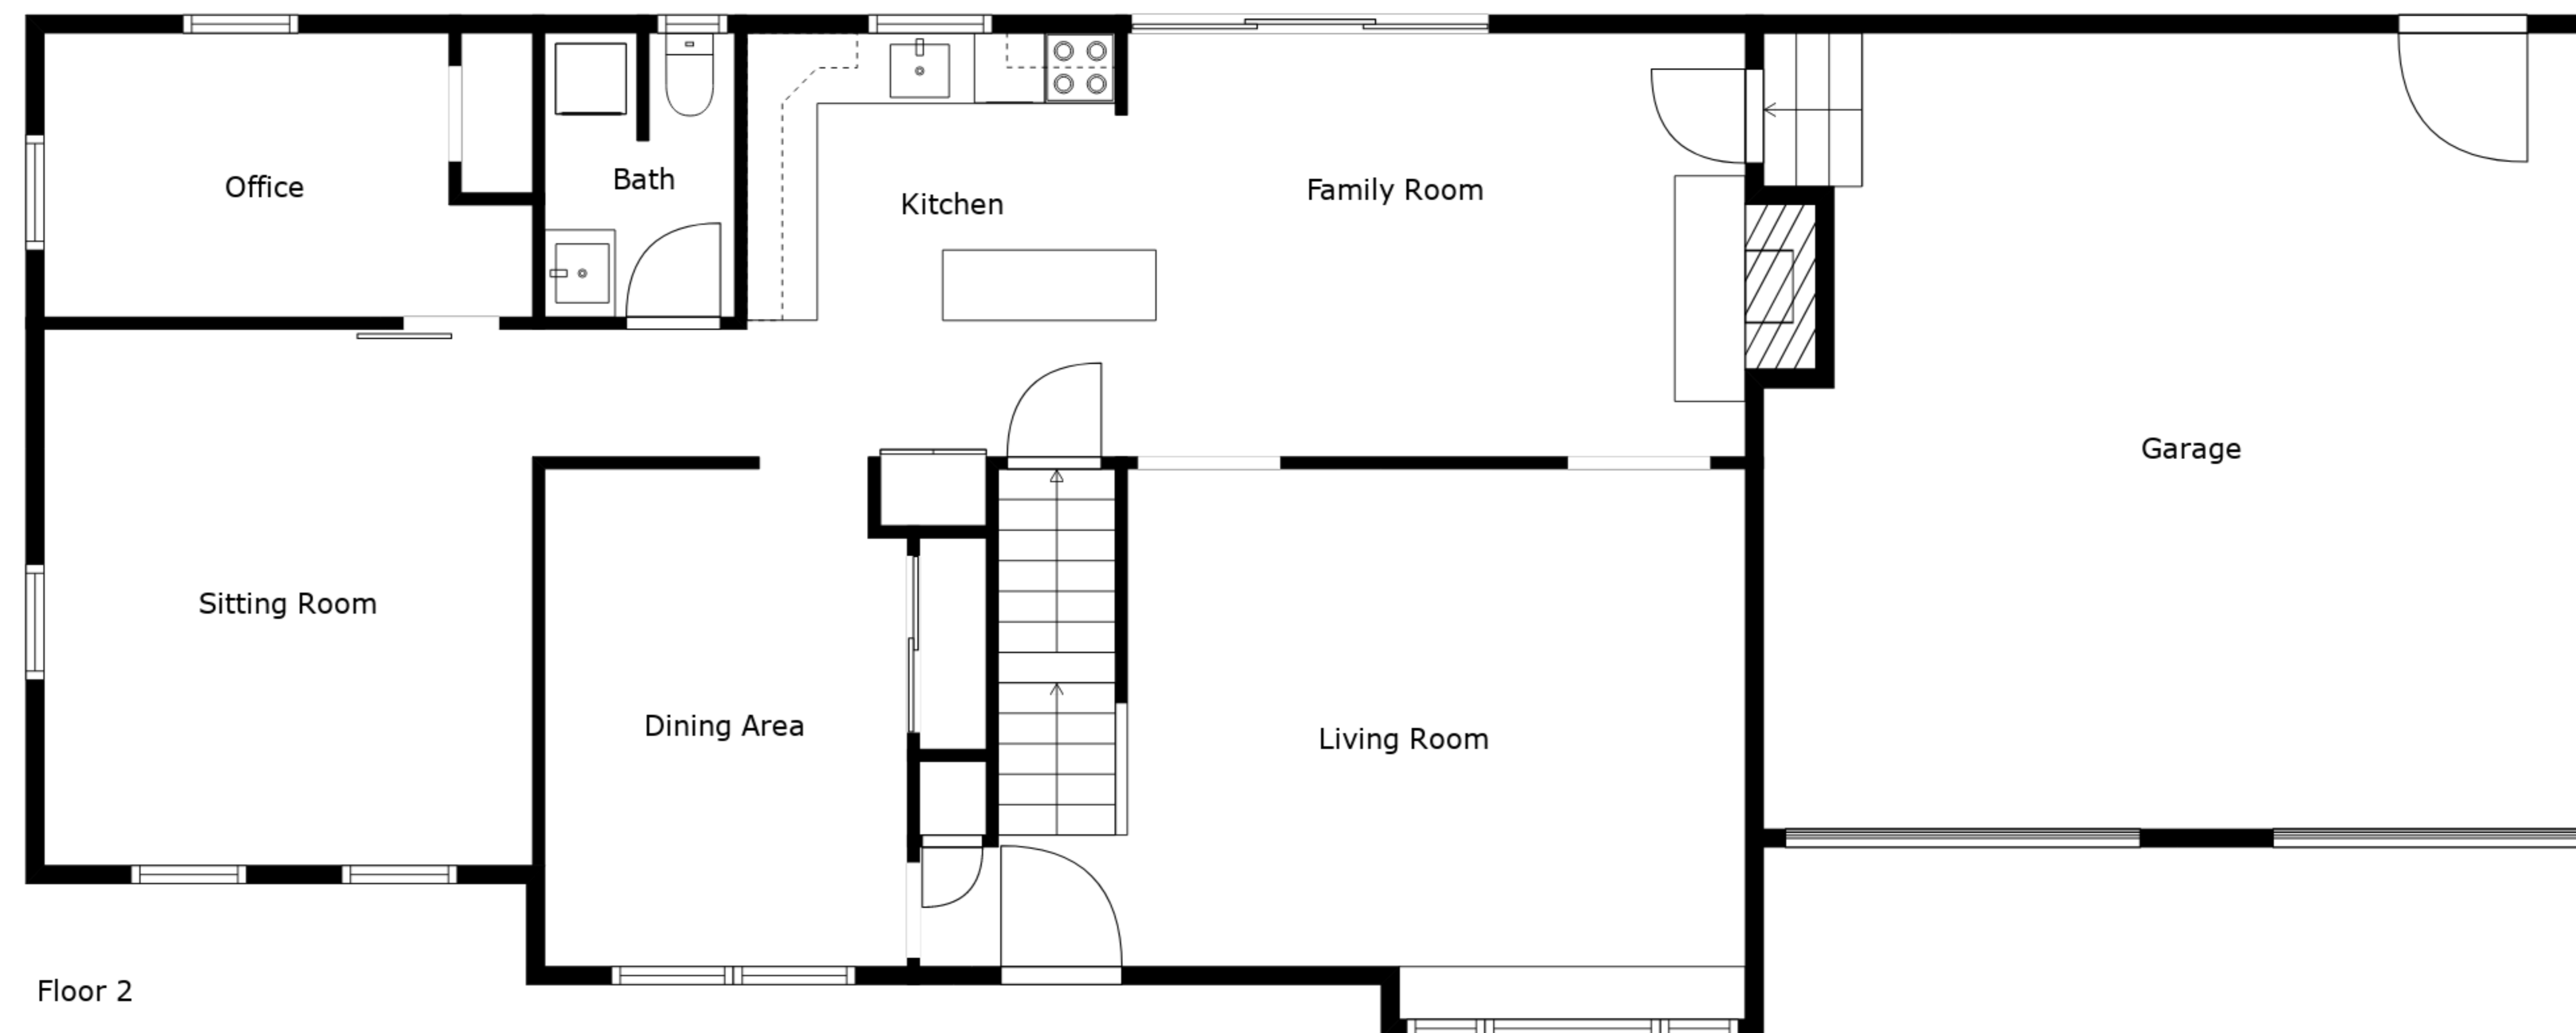 Office
Bath
Kitchen
Family Room
Garage
Sitting Room
Dining Area
Living Room
Floor 2